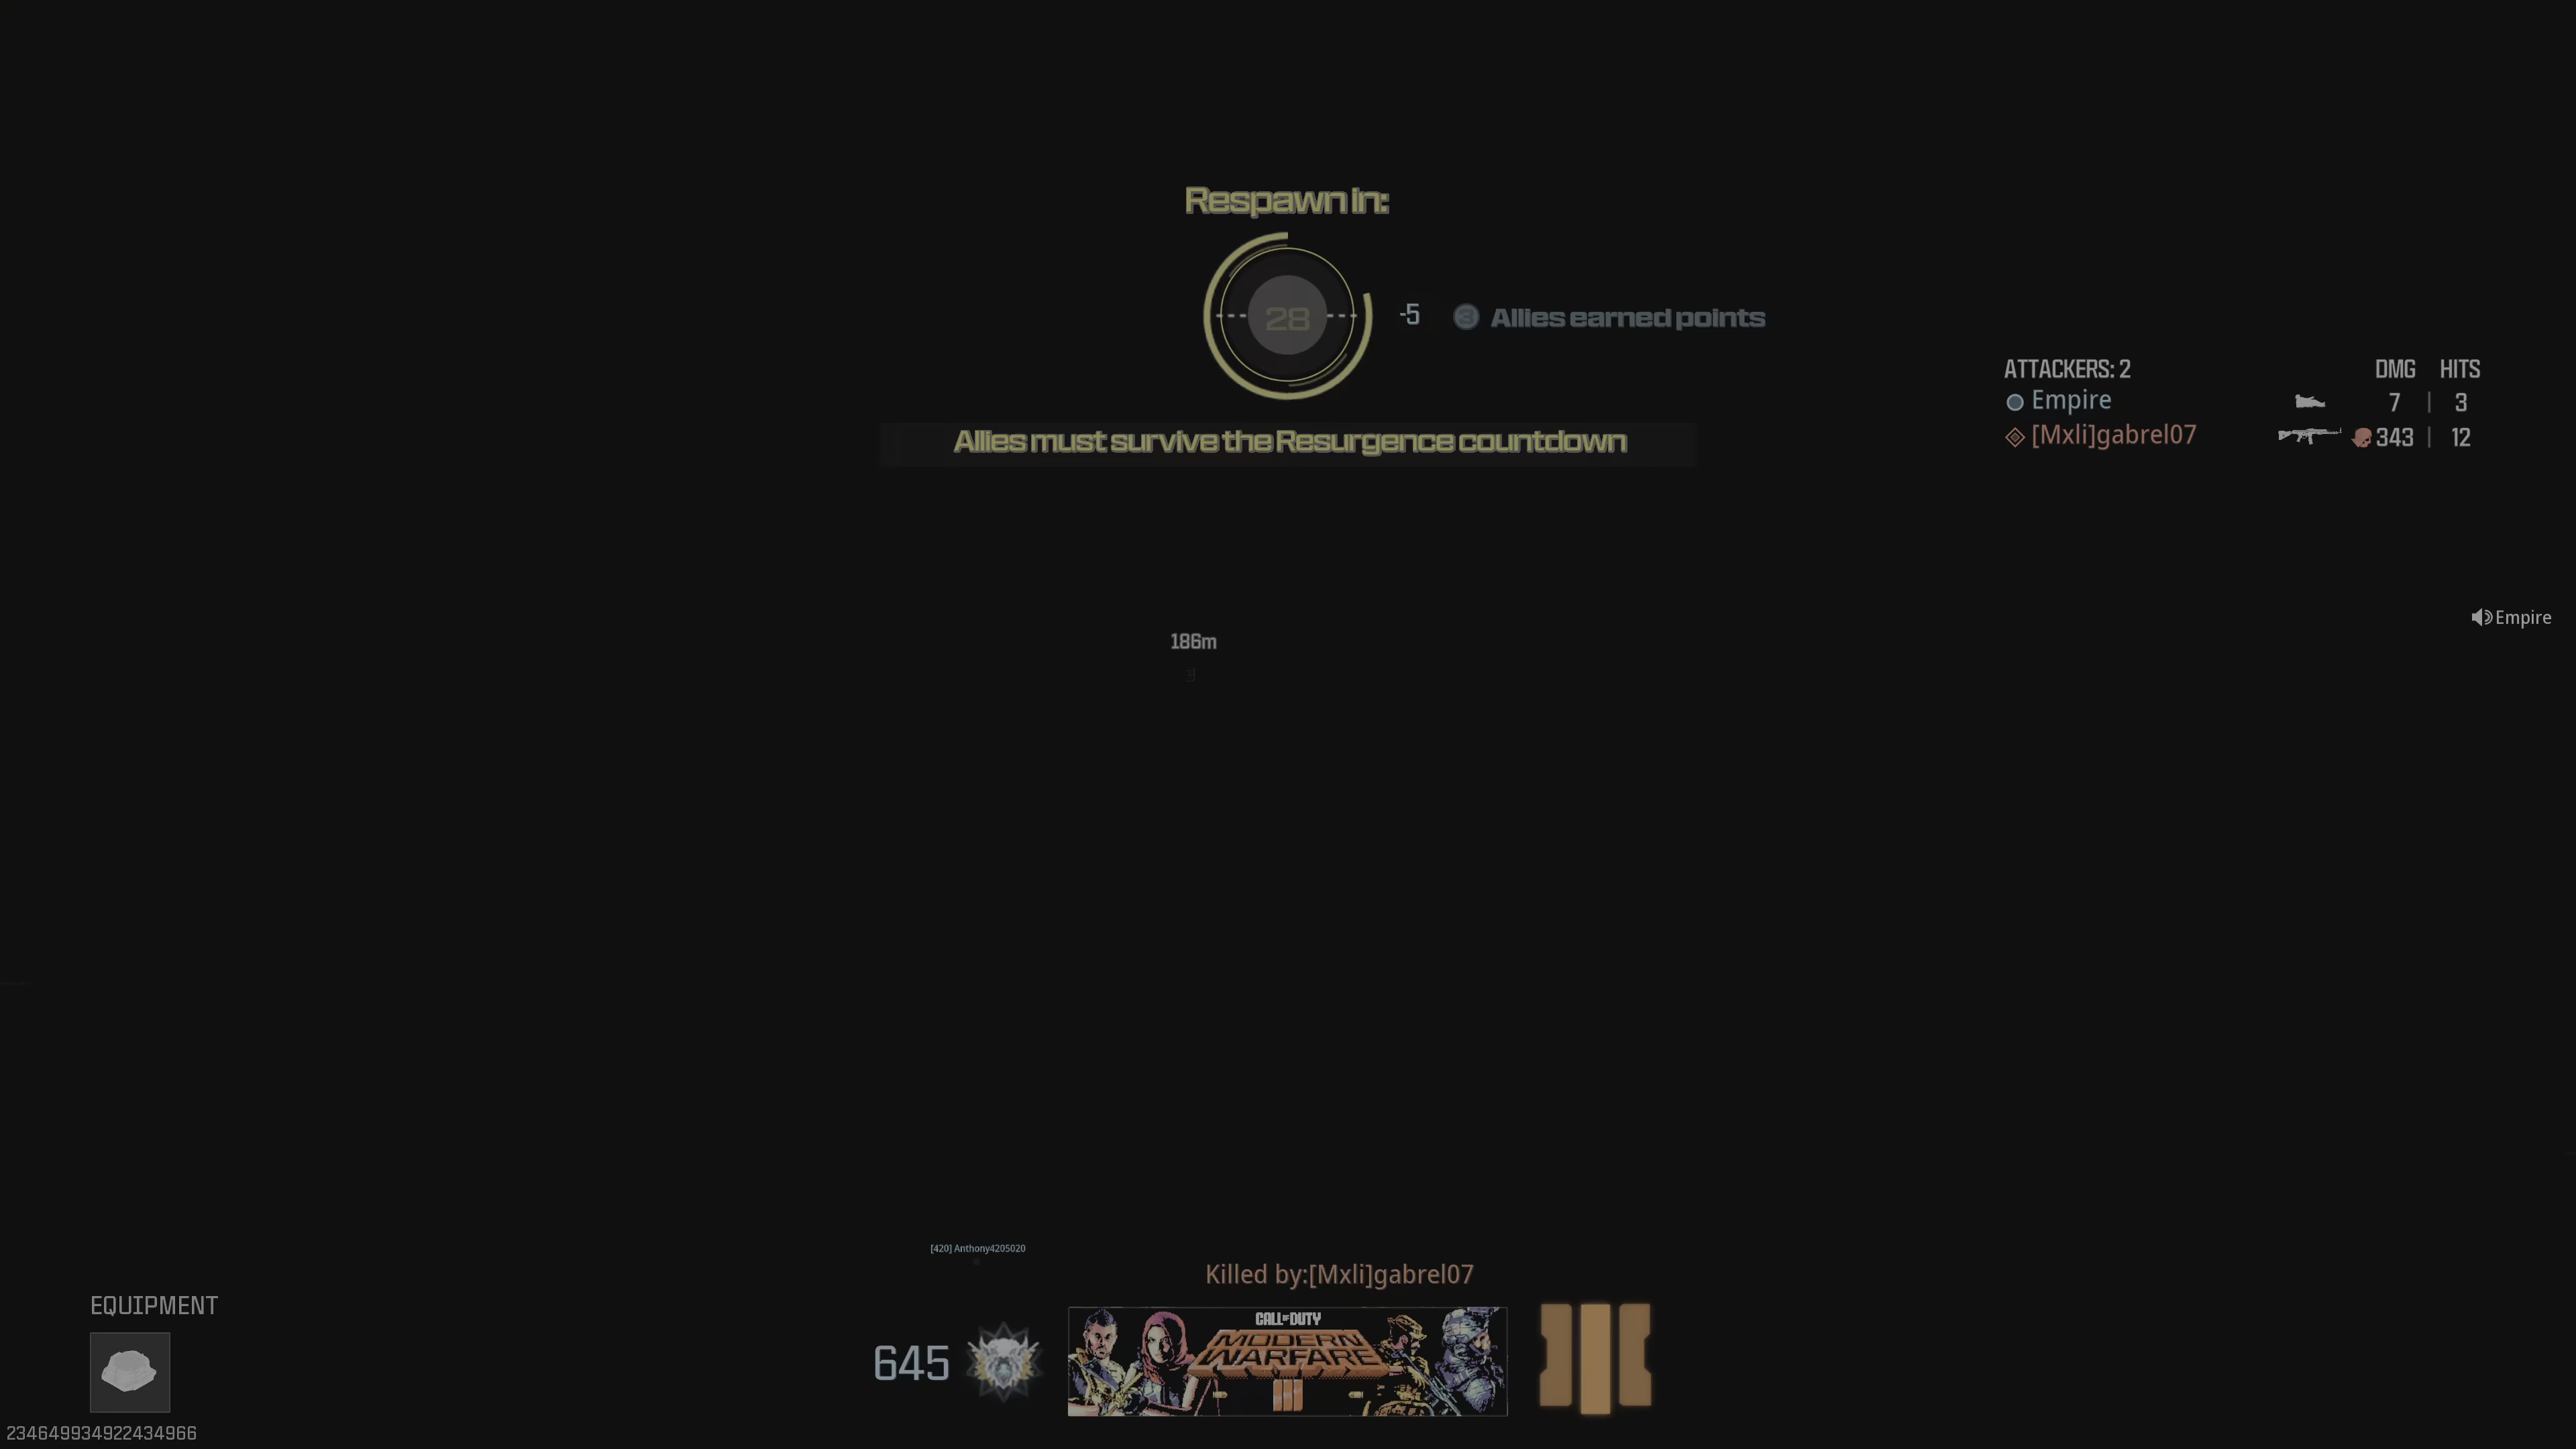 Respawn in:
28
-5
3 Allies earned points
Allies must survive the Resurgence countdown
ATTACKERS: 2 DMG HITS
Empire 7 | 3
[Mxli]gabrel07 343 | 12
Empire
186m
[420] Anthony4205020
Killed by:[Mxli]gabrel07
EQUIPMENT
645
CALL OF DUTY
MODERN
WARFARE
III
234649934922434966